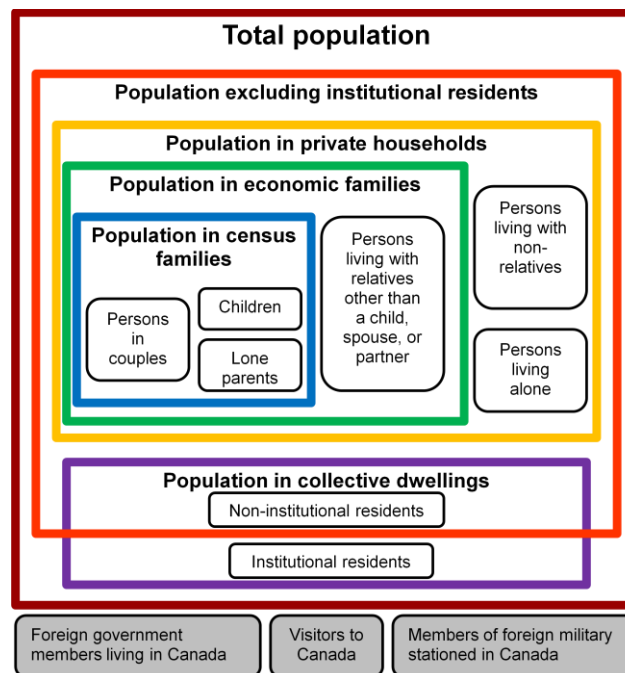 Total population
Population excluding institutional residents
Population in private households
Population in economic families
Population in census
families
Persons
in
couples
Children
Lone
parents
Persons
living with
relatives
other than
a child,
spouse, or
partner
Persons
living with
non-
relatives
Persons
living
alone
Population in collective dwellings
Non-institutional residents
Institutional residents
Foreign government
members living in Canada
Visitors to
Canada
Members of foreign military
stationed in Canada